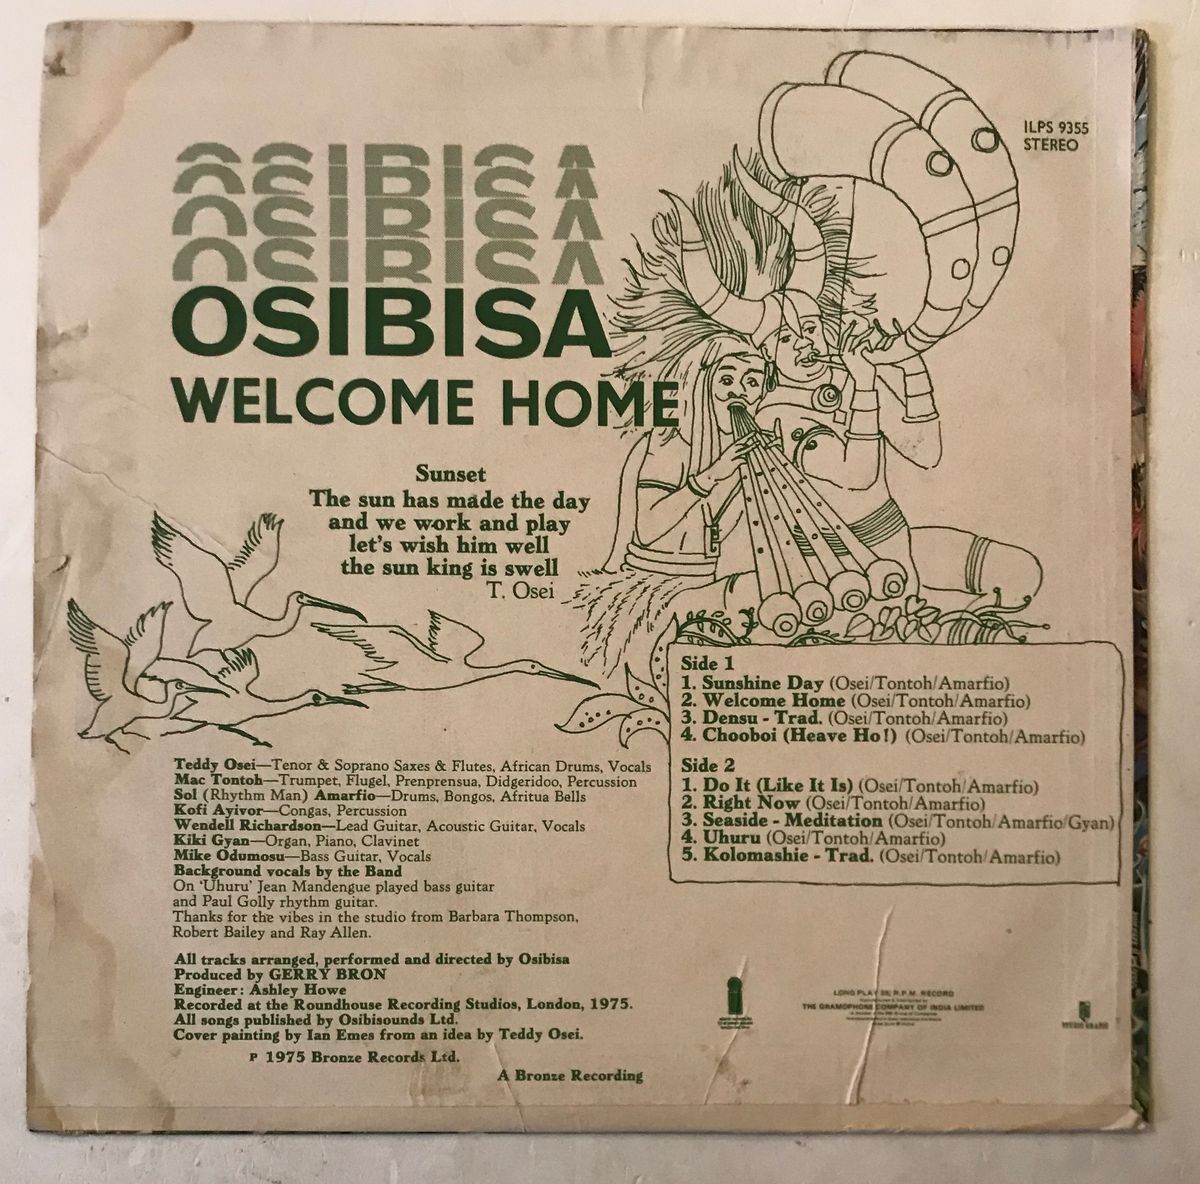 ILPS 9355
STEREO
OSIBISA
OSIBISA
OSIBISA
OSIBISA
WELCOME HOME
Sunset
The sun has made the day
and we work and play
let's wish him well
the sun king is swell
T. Osei
Side 1
1. Sunshine Day (Osei/Tontoh/Amarfio)
2. Welcome Home (Osei/Tontoh/Amarfio)
3. Densu - Trad. (Osei/Tontoh/Amarfio)
4. Chooboi (Heave Ho!) (Osei/Tontoh/Amarfio)
Side 2
1. Do It (Like It Is) (Osei/Tontoh/Amarfio)
2. Right Now (Osei/Tontoh/Amarfio)
3. Seaside - Meditation (Osei/Tontoh/Amarfio/Gyan)
4. Uhuru (Osei/Tontoh/Amarfio)
5. Kolomashie - Trad. (Osei/Tontoh/Amarfio)
Teddy Osei—Tenor & Soprano Saxes & Flutes, African Drums, Vocals
Mac Tontoh—Trumpet, Flugel, Prenprensua, Didgeridoo, Percussion
Sol (Rhythm Man) Amarfio—Drums, Bongos, Afritua Bells
Kofi Ayivor—Congas, Percussion
Wendell Richardson—Lead Guitar, Acoustic Guitar, Vocals
Kiki Gyan—Organ, Piano, Clavinet
Mike Odumosu—Bass Guitar, Vocals
Background vocals by the Band
On 'Uhuru' Jean Mandengue played bass guitar
and Paul Golly rhythm guitar.
Thanks for the vibes in the studio from Barbara Thompson,
Robert Bailey and Ray Allen.
All tracks arranged, performed and directed by Osibisa
Produced by GERRY BRON
Engineer: Ashley Howe
Recorded at the Roundhouse Recording Studios, London, 1975.
All songs published by Osibisounds Ltd.
Cover painting by Ian Emes from an idea by Teddy Osei.
P 1975 Bronze Records Ltd.
A Bronze Recording
LONG PLAY 33⅓ R.P.M. RECORD
THE GRAMOPHONE COMPANY OF INDIA LIMITED